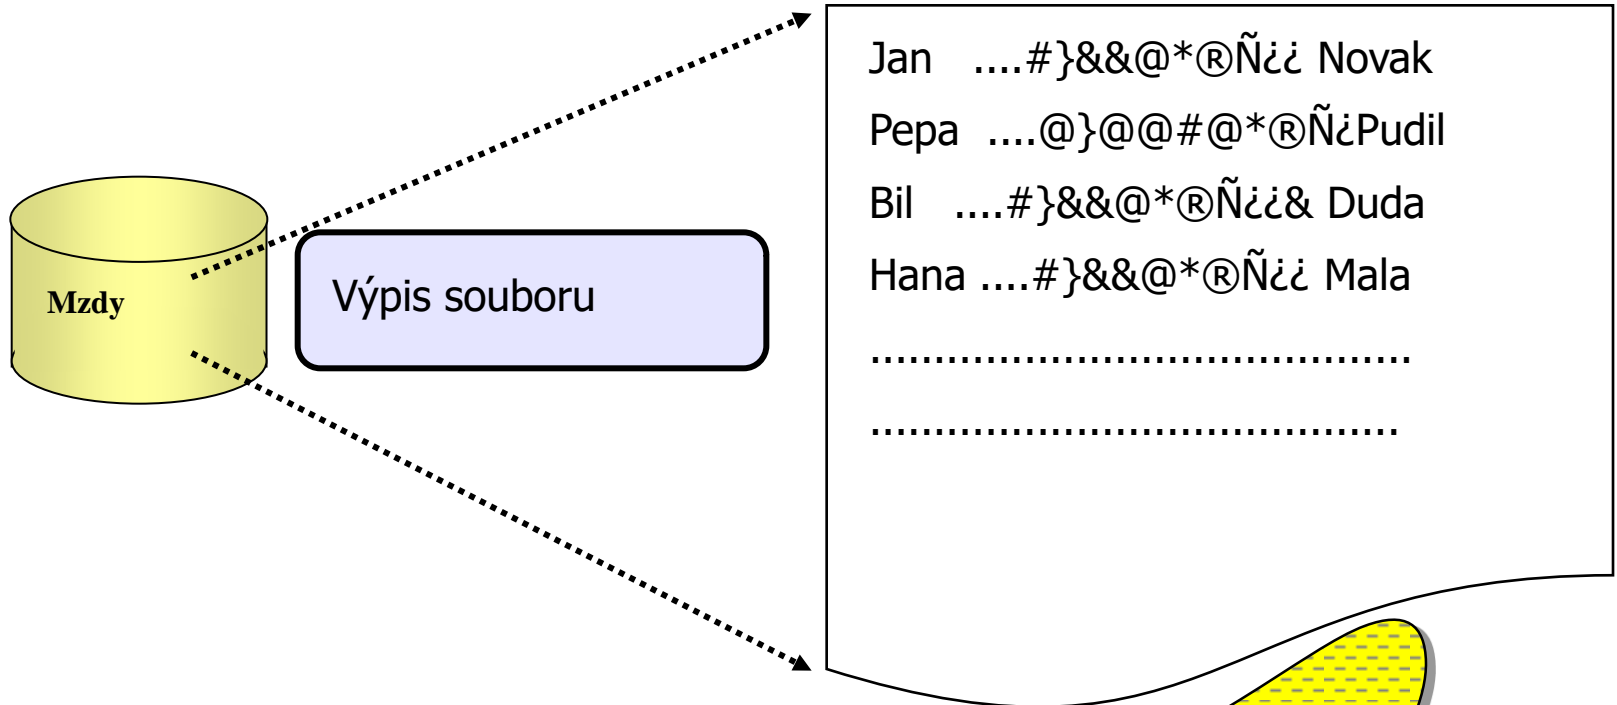 Mzdy
Výpis souboru
Jan ....#}&&@*®Ñ¿¿ Novak
Pepa ....@}@@#@*®Ñ¿Pudil
Bil ....#}&&@*®Ñ¿¿& Duda
Hana ....#}&&@*®Ñ¿¿ Mala
..........................................
.........................................